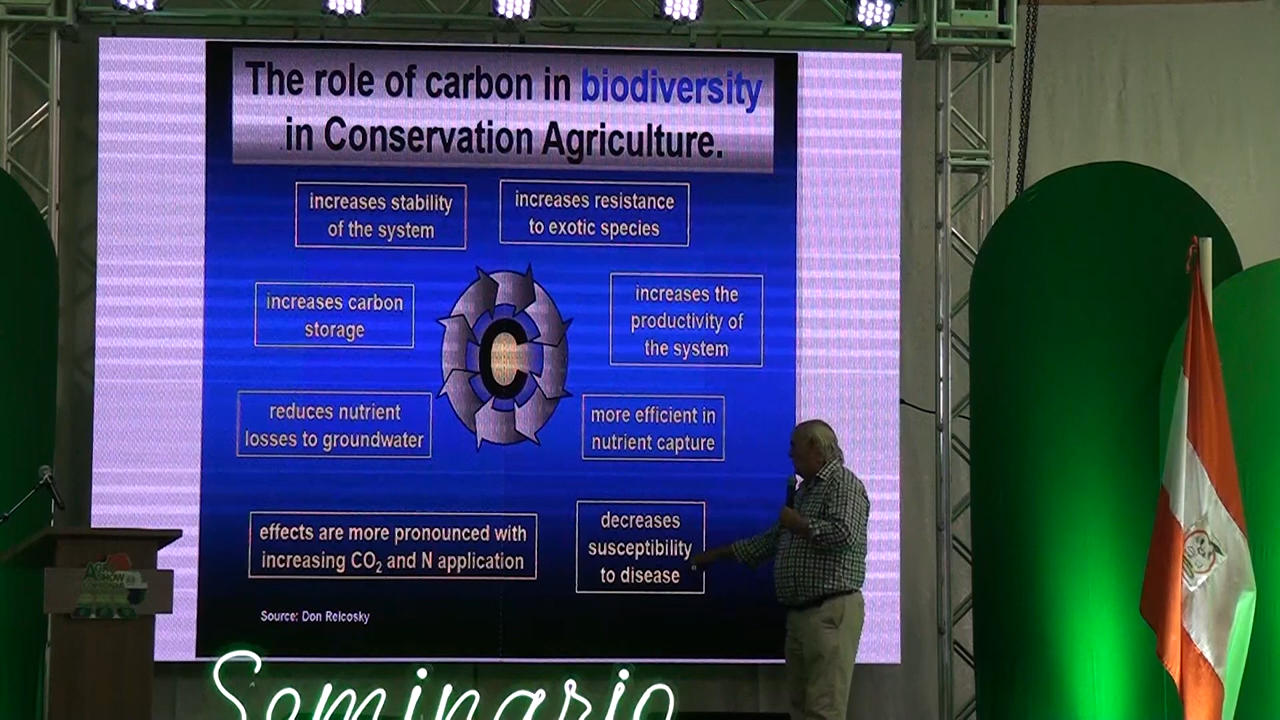 The role of carbon in biodiversity
in Conservation Agriculture.
increases stability
of the system
increases resistance
to exotic species
increases carbon
storage
increases the
productivity of
the system
C
reduces nutrient
losses to groundwater
more efficient in
nutrient capture
effects are more pronounced with
increasing CO₂ and N application
decreases
susceptibility
to disease
Source: Don Reicosky
Seminario